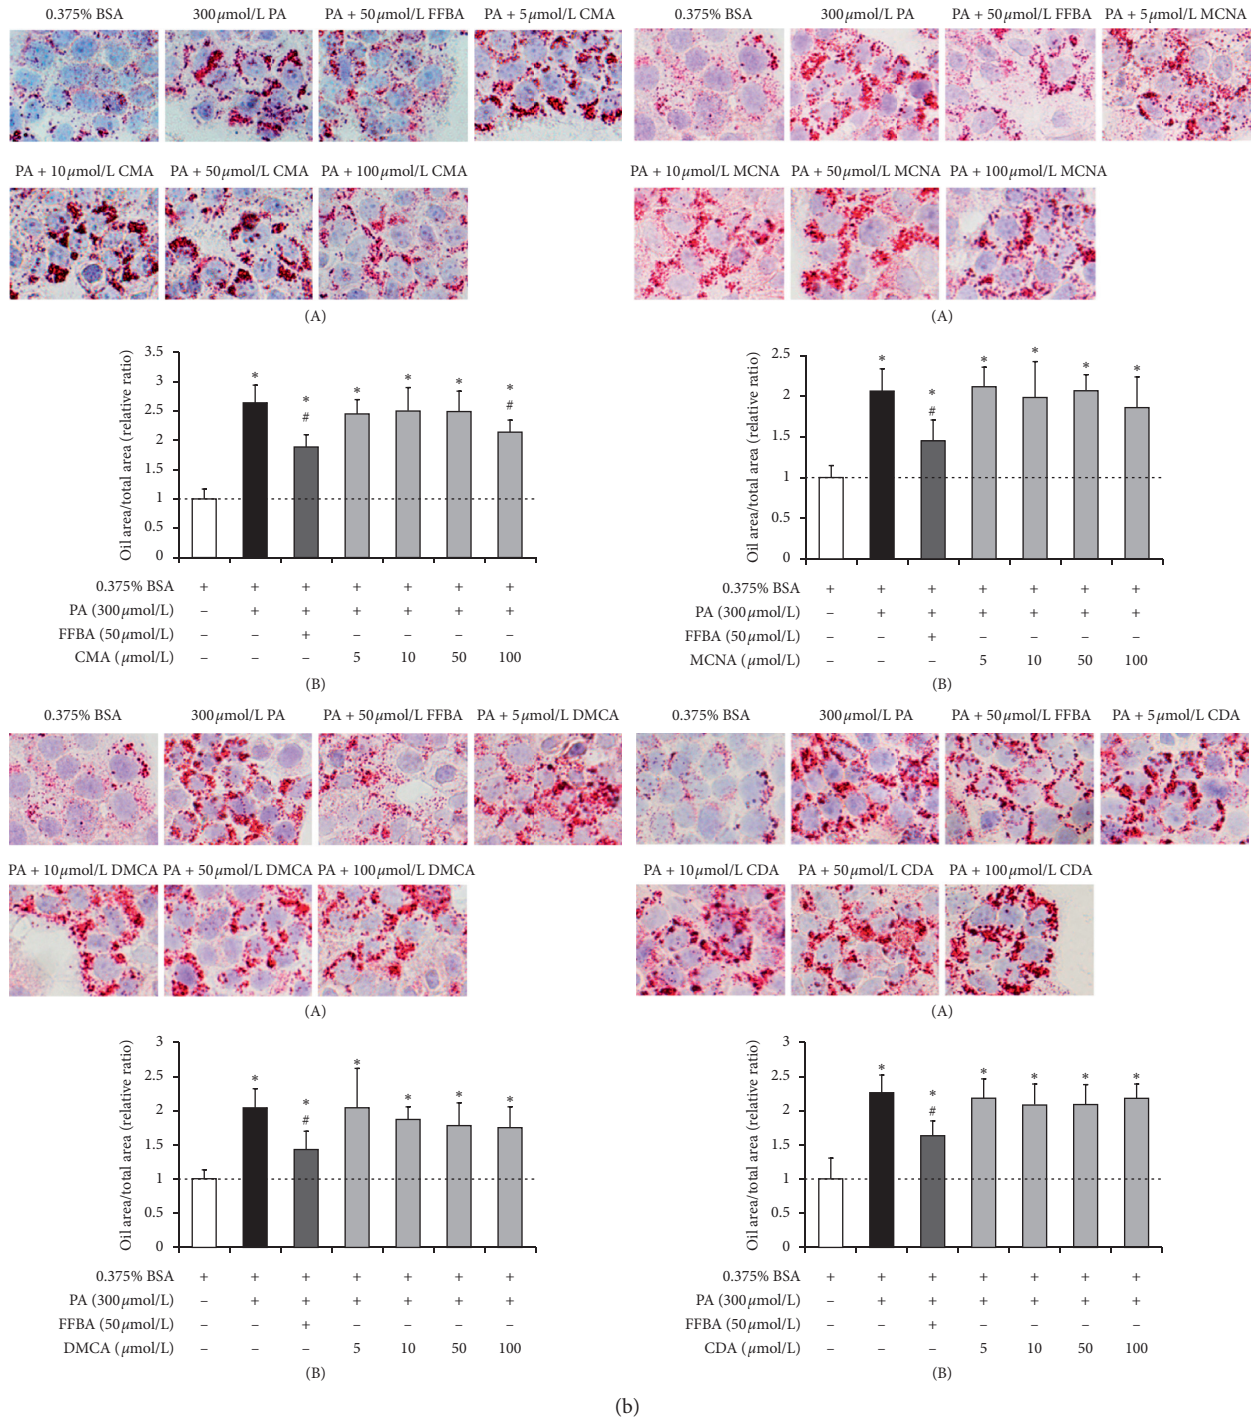 0.375% BSA
300 μmol/L PA
PA + 50 μmol/L FFBA
PA + 5 μmol/L CMA
PA + 10 μmol/L CMA
PA + 50 μmol/L CMA
PA + 100 μmol/L CMA
(A)
Oil area/total area (relative ratio)
3.5
3
2.5
2
1.5
1
0.5
0
* * # * * * * #
0.375% BSA + + + + + + +
PA (300 μmol/L) – + + + + + +
FFBA (50 μmol/L) – – + – – – –
CMA (μmol/L) – – – 5 10 50 100
(B)
0.375% BSA
300 μmol/L PA
PA + 50 μmol/L FFBA
PA + 5 μmol/L MCNA
PA + 10 μmol/L MCNA
PA + 50 μmol/L MCNA
PA + 100 μmol/L MCNA
(A)
Oil area/total area (relative ratio)
2.5
2
1.5
1
0.5
0
* * # * * * *
0.375% BSA + + + + + + +
PA (300 μmol/L) – + + + + + +
FFBA (50 μmol/L) – – + – – – –
MCNA (μmol/L) – – – 5 10 50 100
(B)
0.375% BSA
300 μmol/L PA
PA + 50 μmol/L FFBA
PA + 5 μmol/L DMCA
PA + 10 μmol/L DMCA
PA + 50 μmol/L DMCA
PA + 100 μmol/L DMCA
(A)
Oil area/total area (relative ratio)
3
2.5
2
1.5
1
0.5
0
* * # * * * *
0.375% BSA + + + + + + +
PA (300 μmol/L) – + + + + + +
FFBA (50 μmol/L) – – + – – – –
DMCA (μmol/L) – – – 5 10 50 100
(B)
0.375% BSA
300 μmol/L PA
PA + 50 μmol/L FFBA
PA + 5 μmol/L CDA
PA + 10 μmol/L CDA
PA + 50 μmol/L CDA
PA + 100 μmol/L CDA
(A)
Oil area/total area (relative ratio)
3
2.5
2
1.5
1
0.5
0
* * # * * * *
0.375% BSA + + + + + + +
PA (300 μmol/L) – + + + + + +
FFBA (50 μmol/L) – – + – – – –
CDA (μmol/L) – – – 5 10 50 100
(B)
(b)